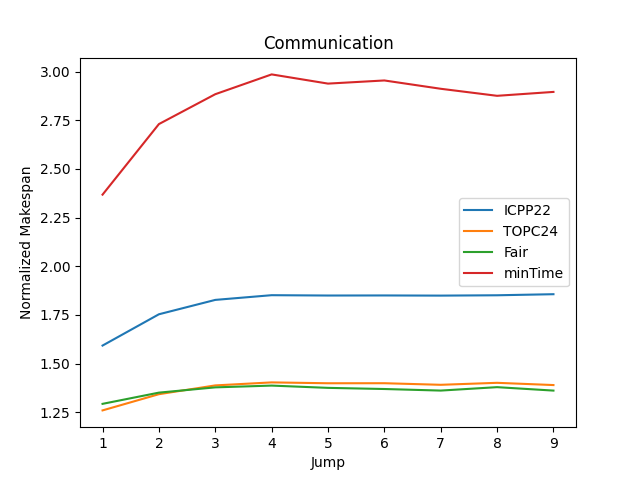 Communication
Normalized Makespan
3.00
2.75
2.50
2.25
2.00
1.75
1.50
1.25
ICPP22
TOPC24
Fair
minTime
1 2 3 4 5 6 7 8 9
Jump